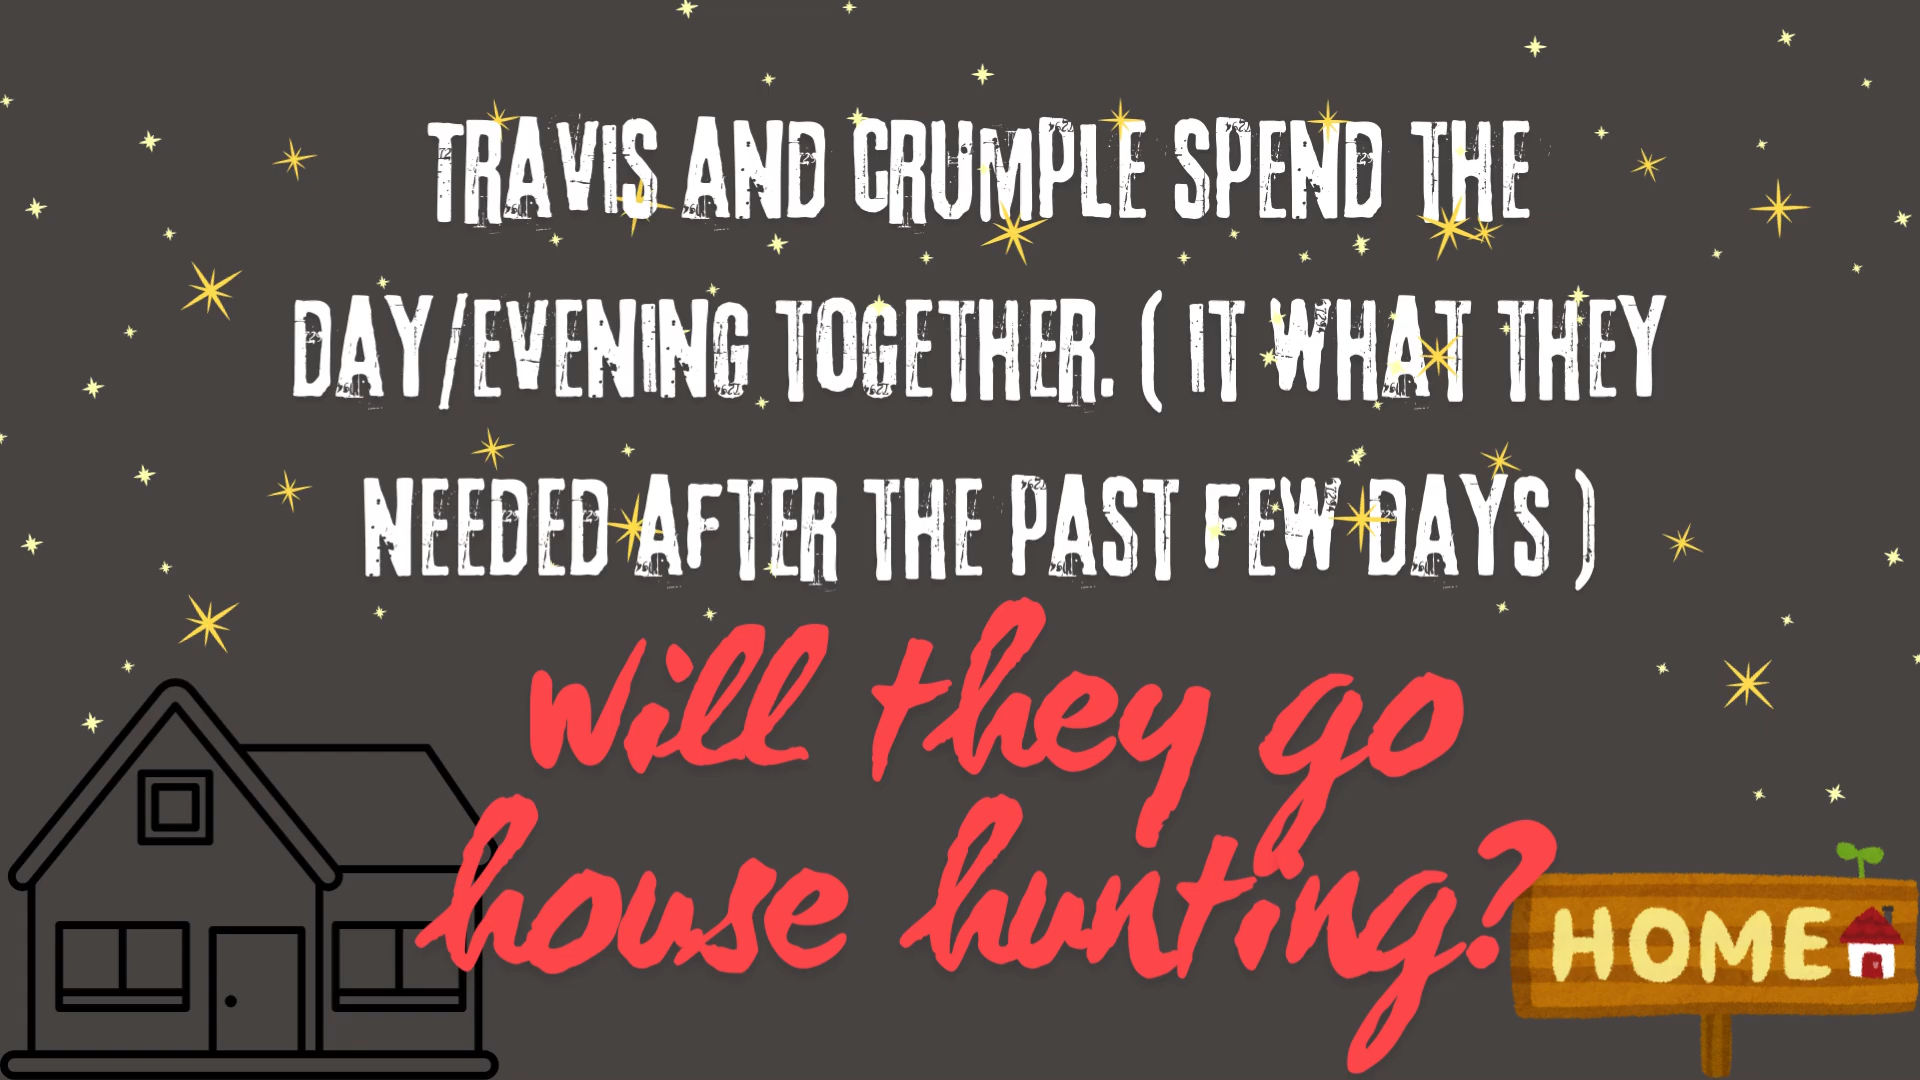 TRAVIS AND CRUMPLE SPEND THE
DAY/EVENING TOGETHER. ( IT WHAT THEY
NEEDED AFTER THE PAST FEW DAYS )
Will they go
house hunting?
HOME